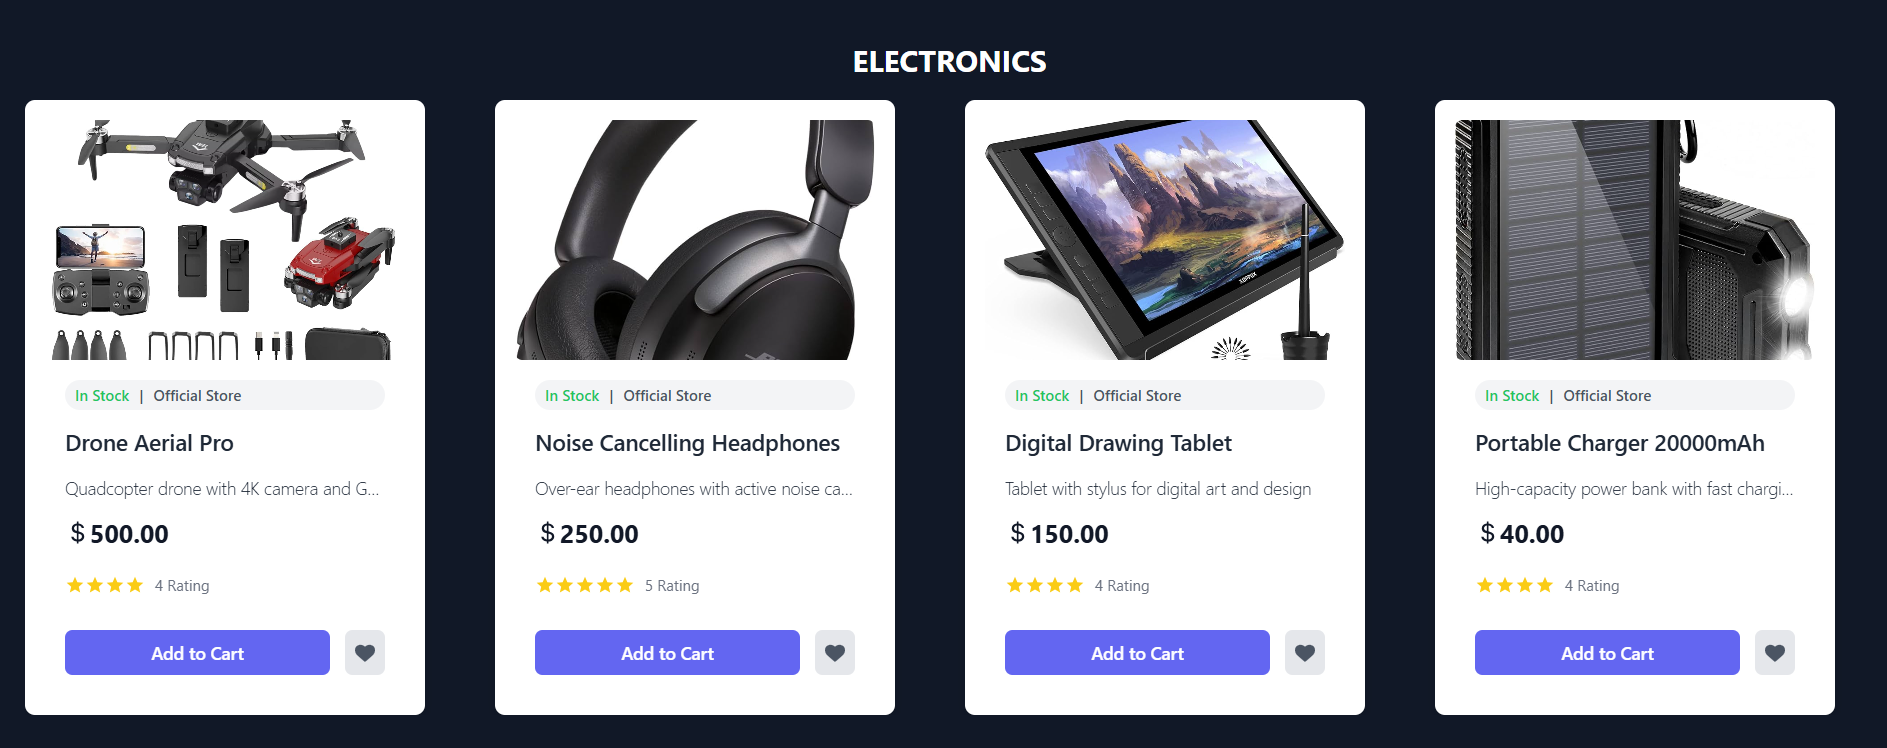 ELECTRONICS
In Stock | Official Store
Drone Aerial Pro
Quadcopter drone with 4K camera and G...
$ 500.00
4 Rating
Add to Cart
In Stock | Official Store
Noise Cancelling Headphones
Over-ear headphones with active noise ca...
$ 250.00
5 Rating
Add to Cart
XOPPOX
In Stock | Official Store
Digital Drawing Tablet
Tablet with stylus for digital art and design
$ 150.00
4 Rating
Add to Cart
In Stock | Official Store
Portable Charger 20000mAh
High-capacity power bank with fast chargi...
$ 40.00
4 Rating
Add to Cart